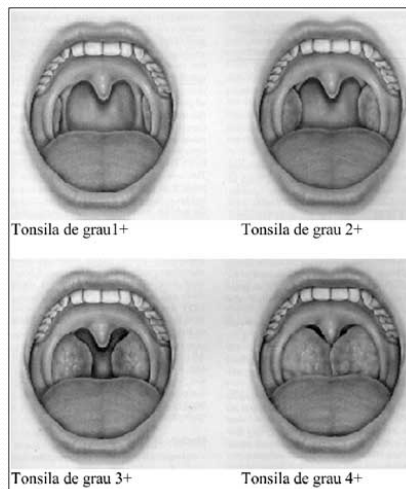 Tonsila de grau1+
Tonsila de grau 2+
Tonsila de grau 3+
Tonsila de grau 4+